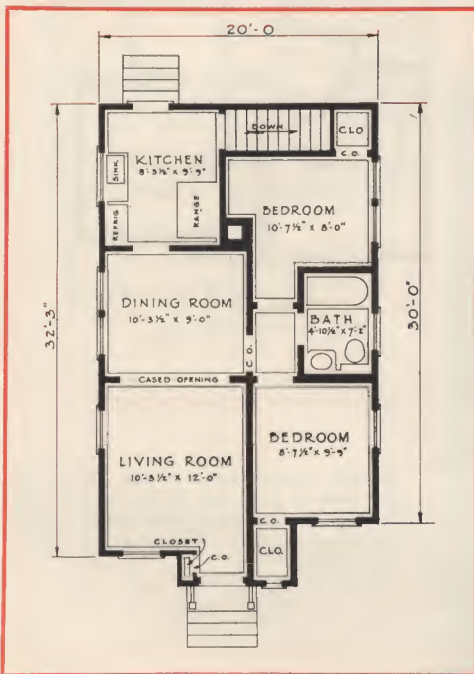 20'-0
DOWN
CLO
C.O.
KITCHEN
8'-3½" x 9'-9"
SINK
REFRIG
RANGE
BEDROOM
10'-7½" x 8'-0"
32'-3"
30'-0"
DINING ROOM
10'-3½" x 9'-0"
C.O.
BATH
4'-10½" x 7'-2"
CASED OPENING
LIVING ROOM
10'-3½" x 12'-0"
BEDROOM
8'-7½" x 9'-9"
C.O.
CLO.
CLOSET
C.O.